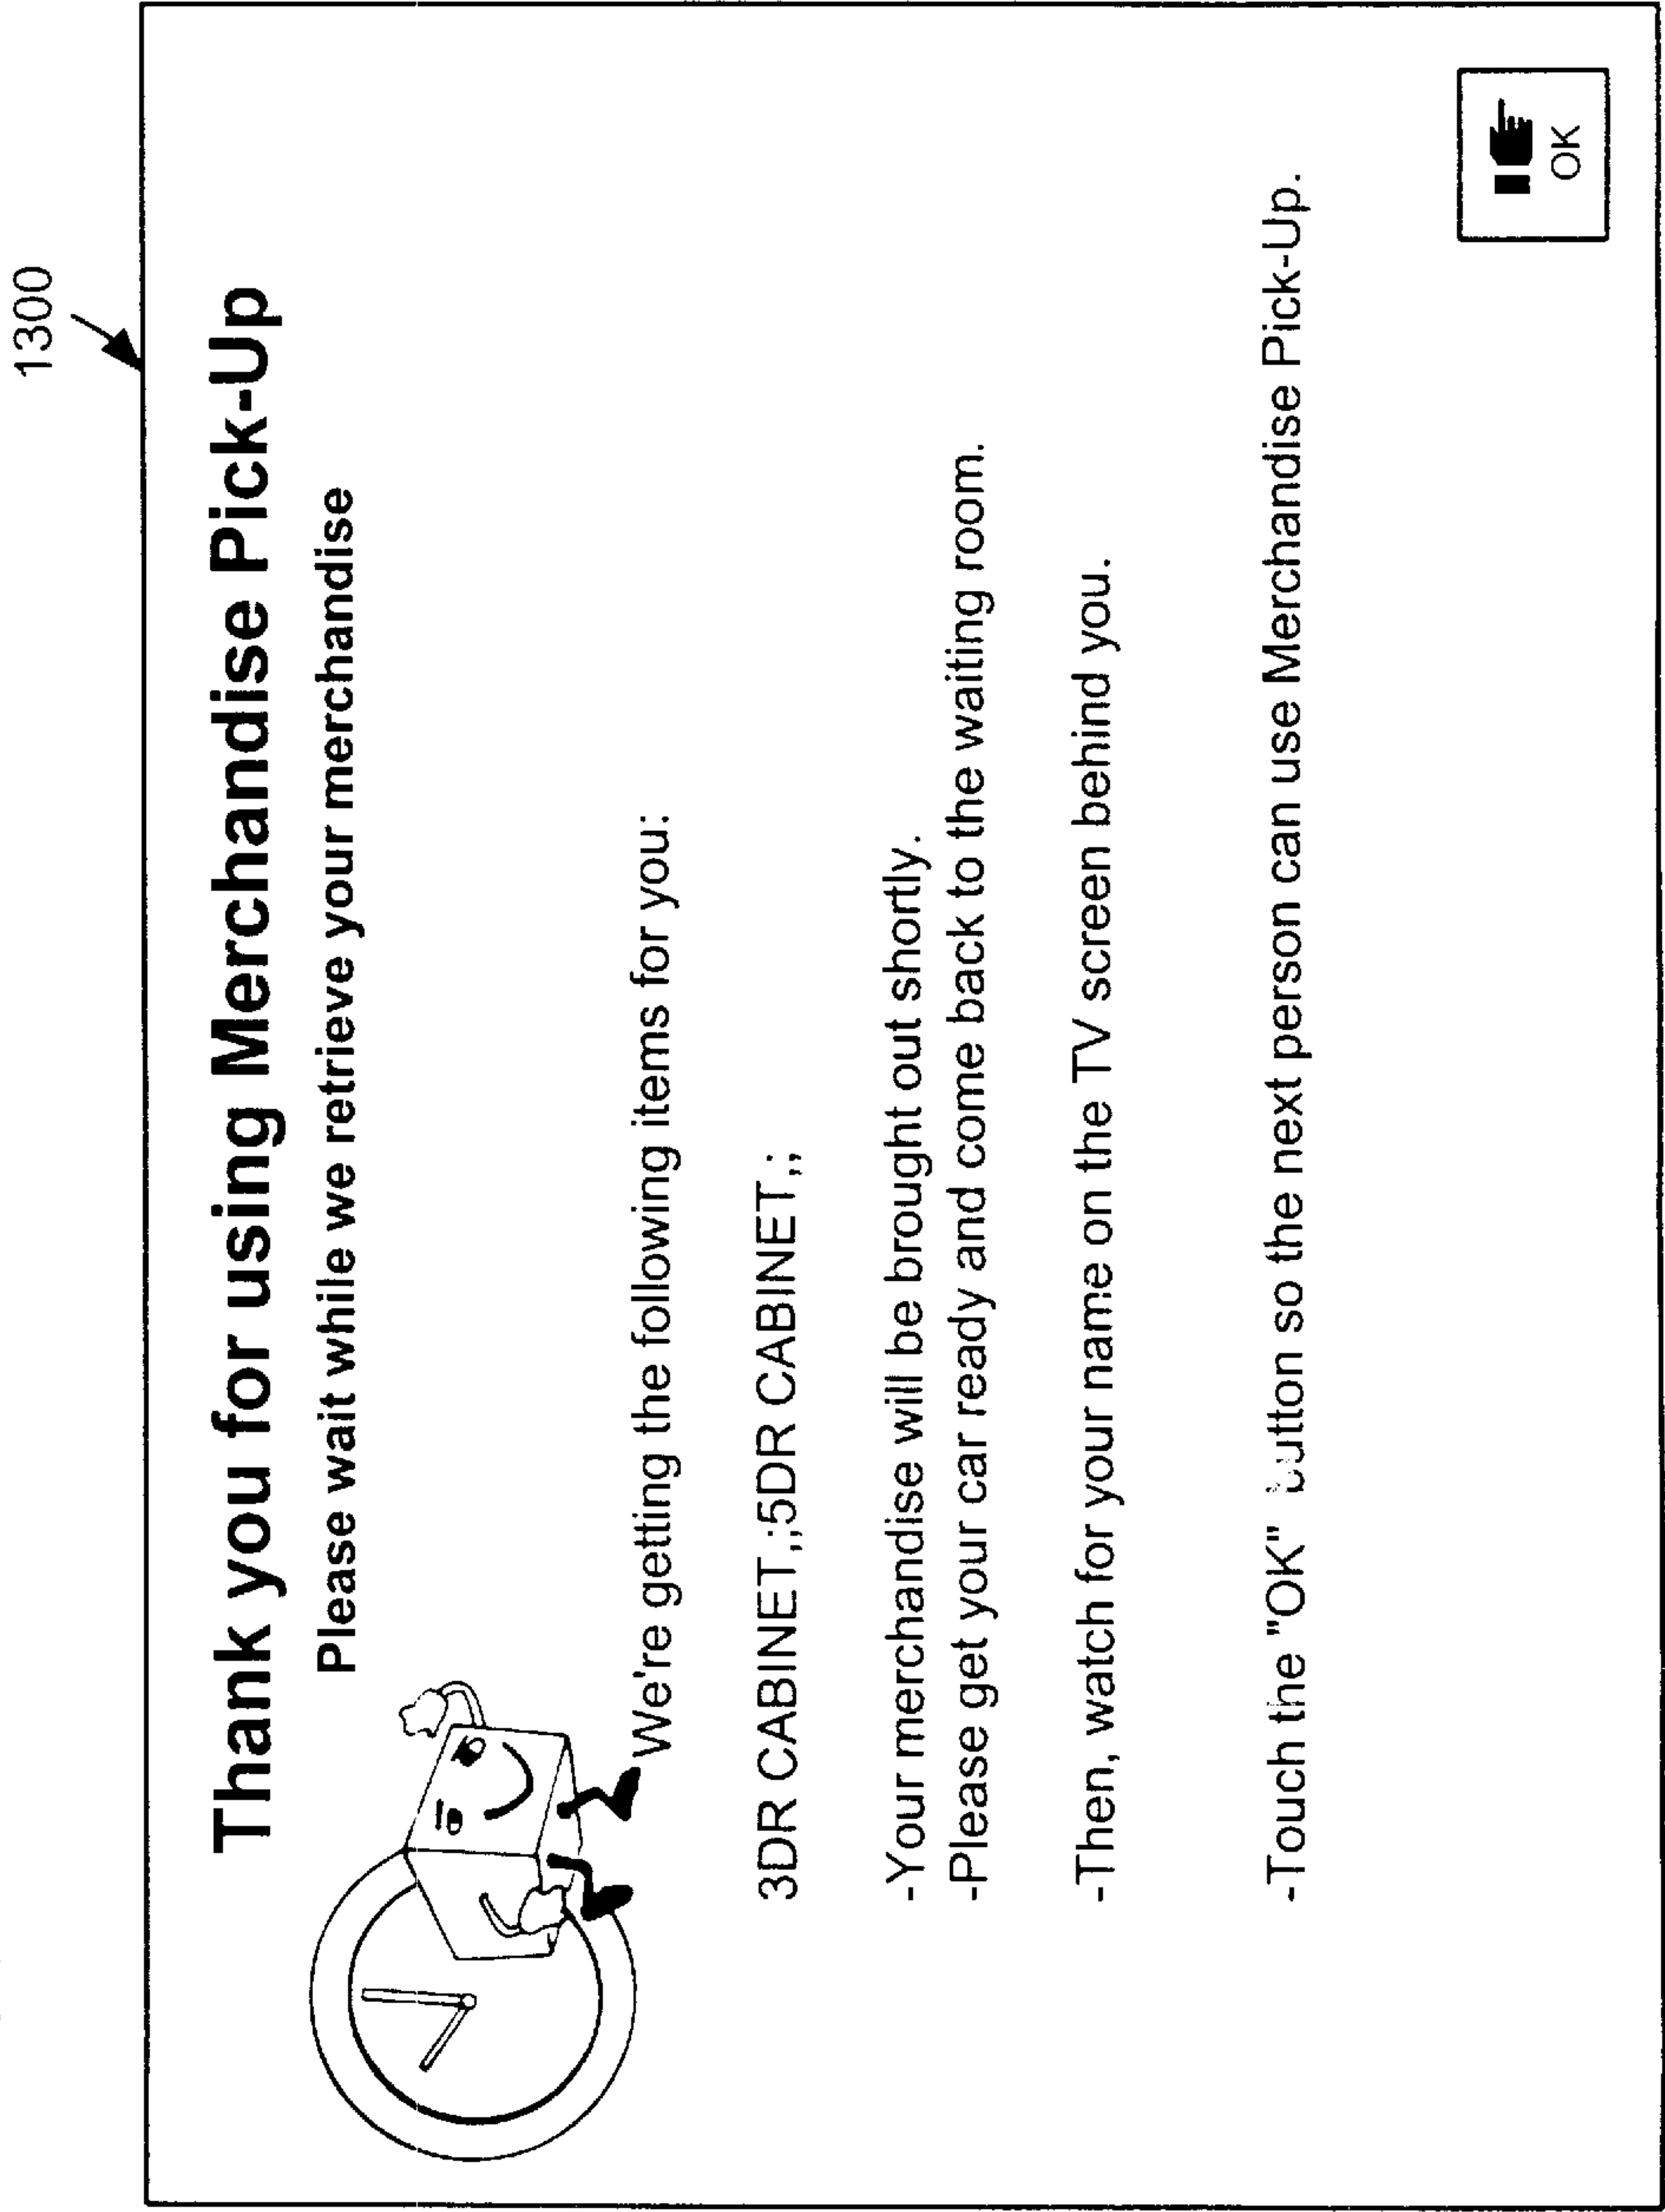 1300
Thank you for using Merchandise Pick-Up
Please wait while we retrieve your merchandise
We're getting the following items for you:
3DR CABINET,;5DR CABINET,;
-Your merchandise will be brought out shortly.
-Please get your car ready and come back to the waiting room.
-Then, watch for your name on the TV screen behind you.
-Touch the "OK" button so the next person can use Merchandise Pick-Up.
OK